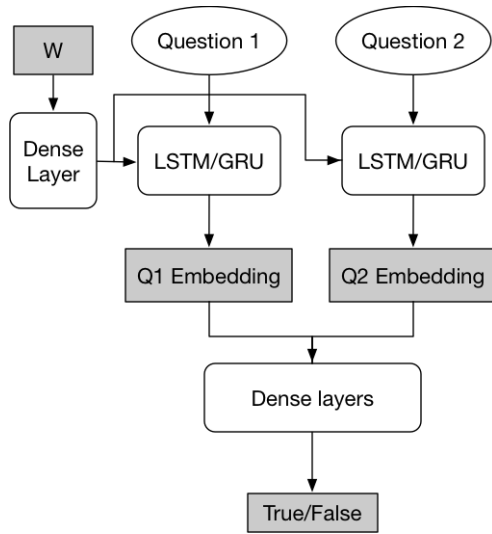 W
Question 1
Question 2
Dense
Layer
LSTM/GRU
LSTM/GRU
Q1 Embedding
Q2 Embedding
Dense layers
True/False